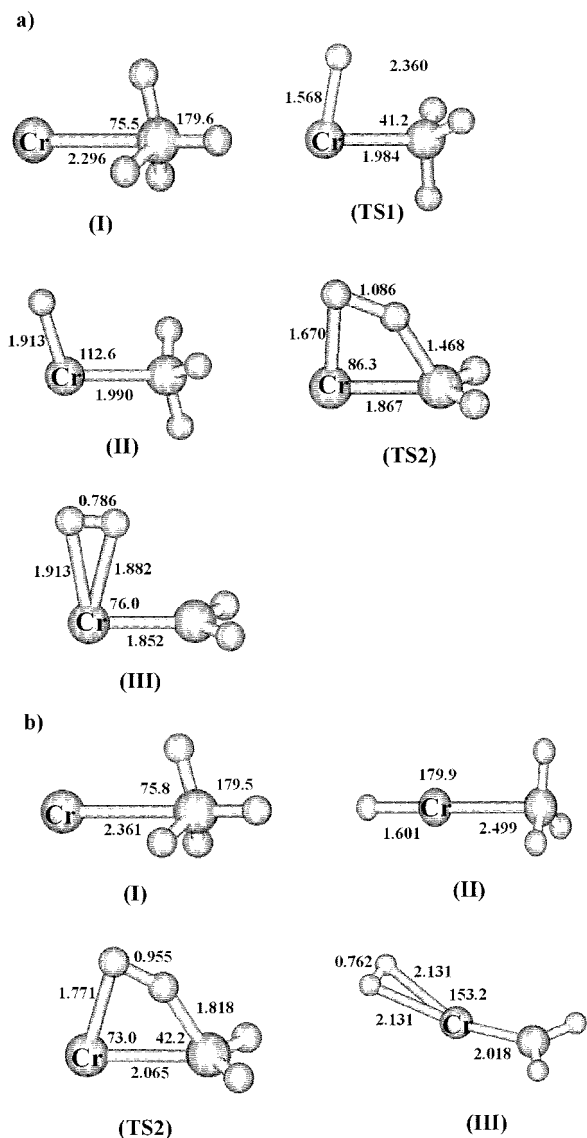 a)
75.5 179.6
Cr
2.296
(I)
2.360
1.568
41.2
Cr
1.984
(TS1)
1.913
112.6
Cr
1.990
(II)
1.086
1.670
1.468
86.3
Cr
1.867
(TS2)
0.786
1.913 1.882
76.0
Cr
1.852
(III)
b)
75.8 179.5
Cr
2.361
(I)
179.9
Cr
1.601 2.499
(II)
0.955
1.771
1.818
73.0 42.2
Cr
2.065
(TS2)
0.762 2.131
153.2
2.131
Cr
2.018
(III)